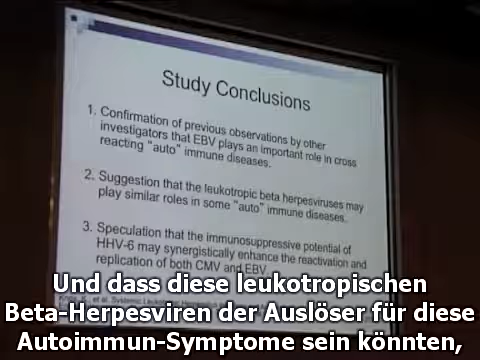 Study Conclusions
1. Confirmation of previous observations by other
investigators that EBV plays an important role in cross
reacting "auto" immune diseases.
2. Suggestion that the leukotropic beta herpesviruses may
play similar roles in some "auto" immune diseases.
3. Speculation that the immunosuppressive potential of
HHV-6 may synergistically enhance the reactivation and
replication of both CMV and EBV
Und dass diese leukotropischen
Beta-Herpesviren der Auslöser für diese
Autoimmun-Symptome sein könnten,